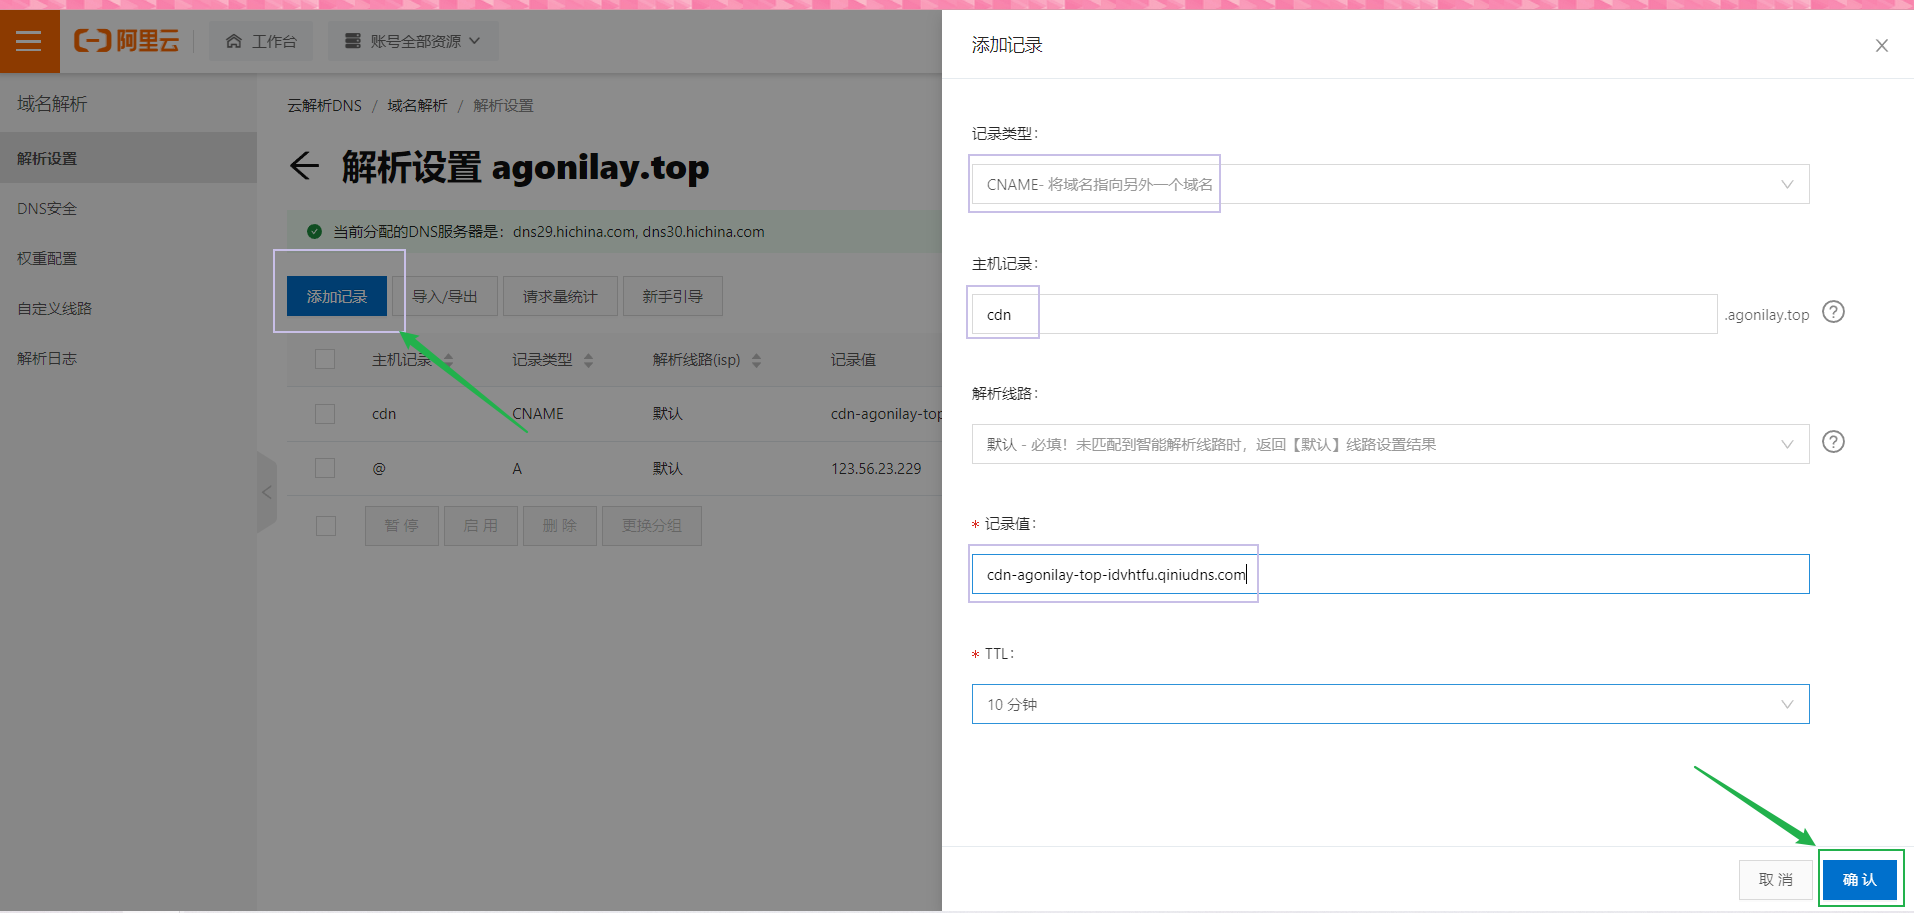 阿里云
工作台
账号全部资源
域名解析
解析设置
DNS安全
权重配置
自定义线路
解析日志
云解析DNS / 域名解析 / 解析设置
解析设置 agonilay.top
当前分配的DNS服务器是：dns29.hichina.com, dns30.hichina.com
添加记录 导入/导出 请求量统计 新手引导
主机记录 记录类型 解析线路(isp) 记录值
cdn CNAME 默认 cdn-agonilay-top
@ A 默认 123.56.23.229
暂 停 启 用 删 除 更换分组
添加记录
记录类型：
CNAME- 将域名指向另外一个域名
主机记录：
cdn .agonilay.top ?
解析线路：
默认 - 必填！未匹配到智能解析线路时，返回【默认】线路设置结果 ?
* 记录值：
cdn-agonilay-top-idvhtfu.qiniudns.com
* TTL：
10 分钟
取 消 确 认